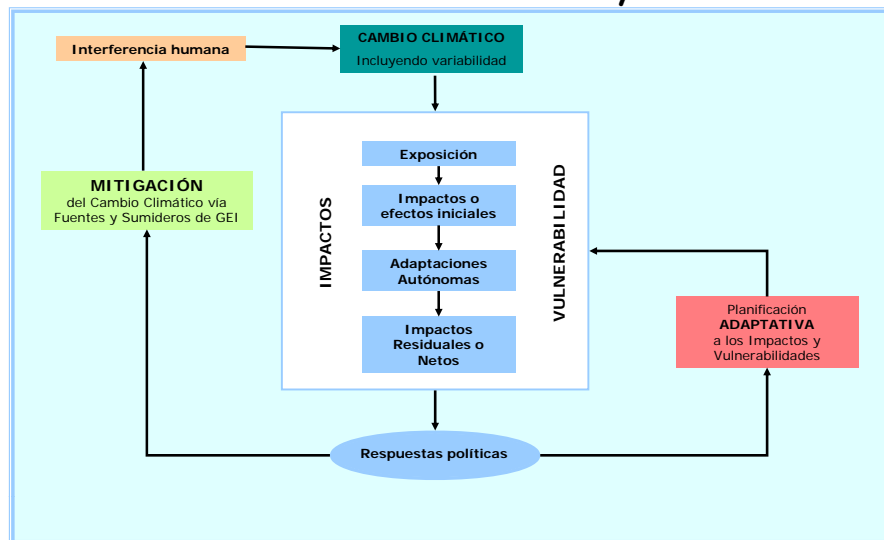 Interferencia humana
CAMBIO CLIMÁTICO
Incluyendo variabilidad
MITIGACIÓN
del Cambio Climático vía
Fuentes y Sumideros de GEI
IMPACTOS
Exposición
Impactos o
efectos iniciales
Adaptaciones
Autónomas
Impactos
Residuales o
Netos
VULNERABILIDAD
Planificación
ADAPTATIVA
a los Impactos y
Vulnerabilidades
Respuestas políticas